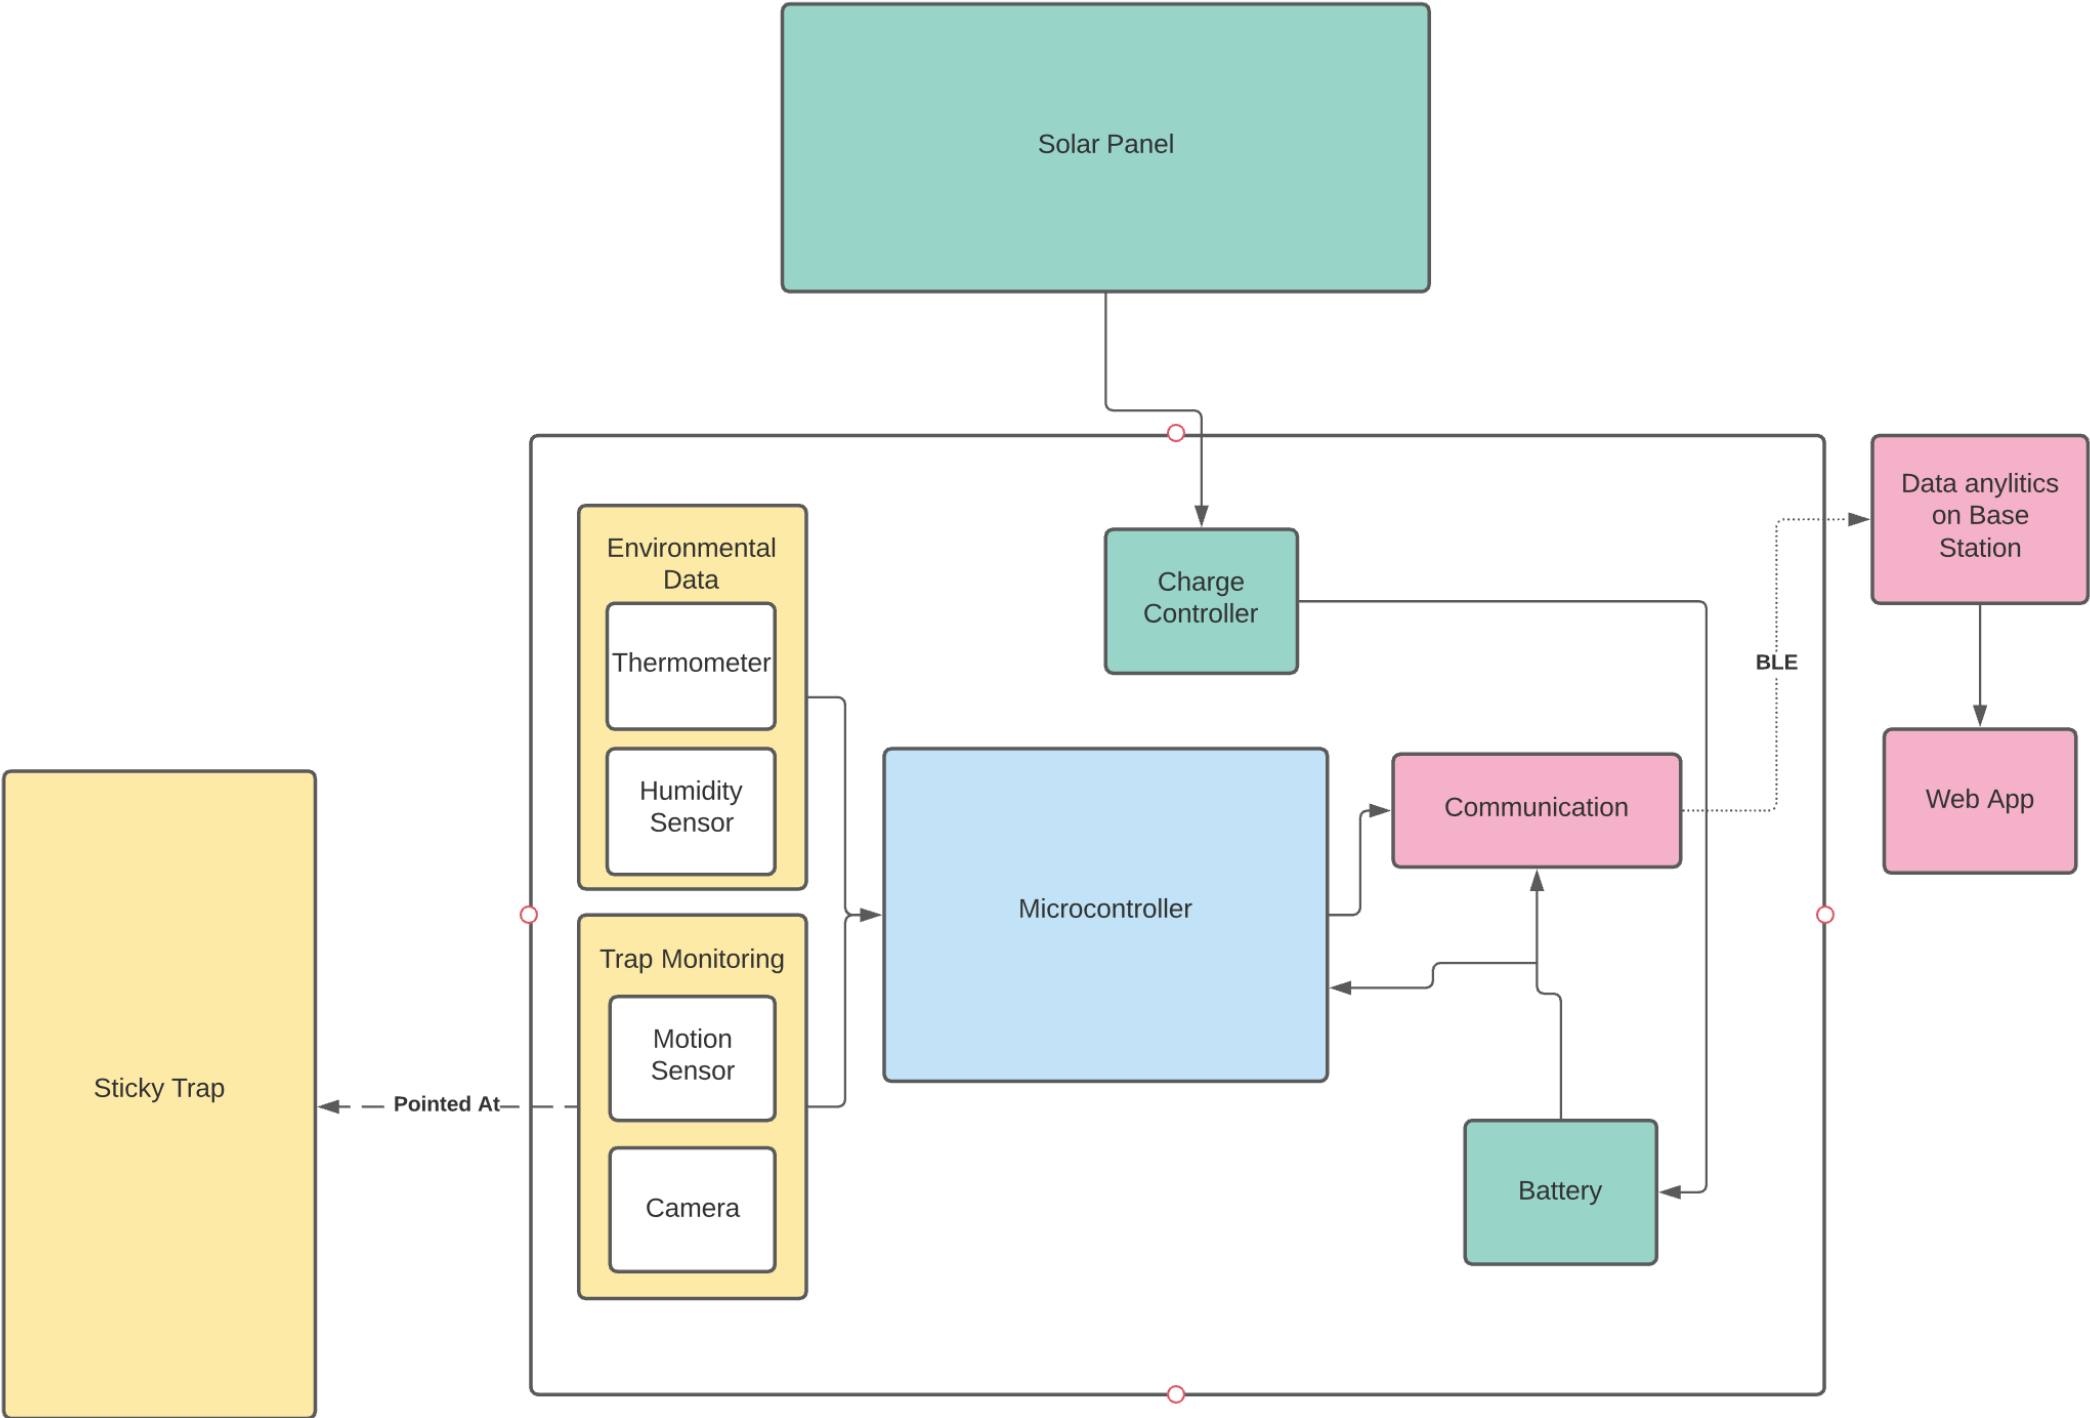 Solar Panel
Environmental
Data
Thermometer
Humidity
Sensor
Charge
Controller
Data anylitics
on Base
Station
BLE
Web App
Microcontroller
Communication
Trap Monitoring
Motion
Sensor
Camera
Sticky Trap
Pointed At
Battery